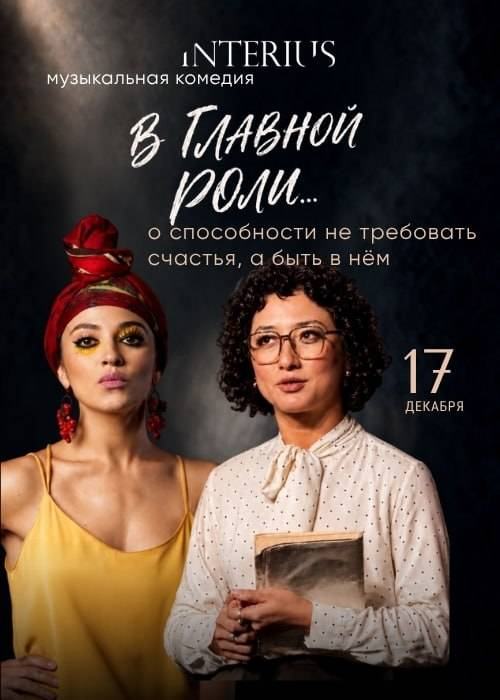 INTERIUS
музыкальная комедия
В ГЛАВНОЙ
РОЛИ...
о способности не требовать
счастья, а быть в нём
17
ДЕКАБРЯ